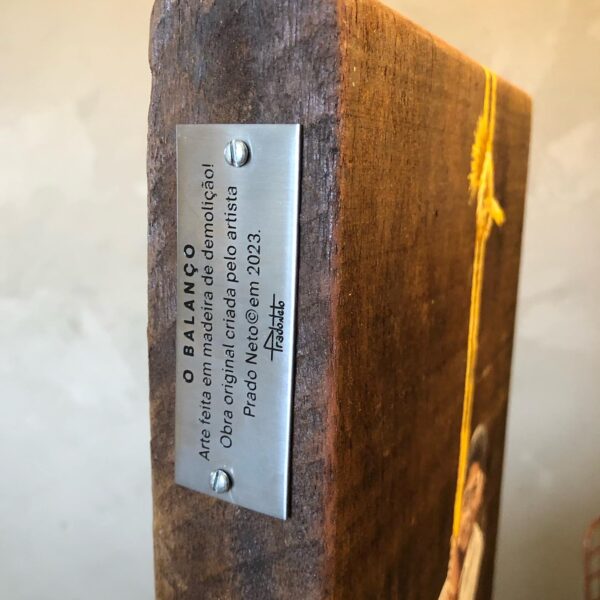 O BALANÇO
Arte feita em madeira de demolição!
Obra original criada pelo artista
Prado Neto© em 2023.
PradoNeto